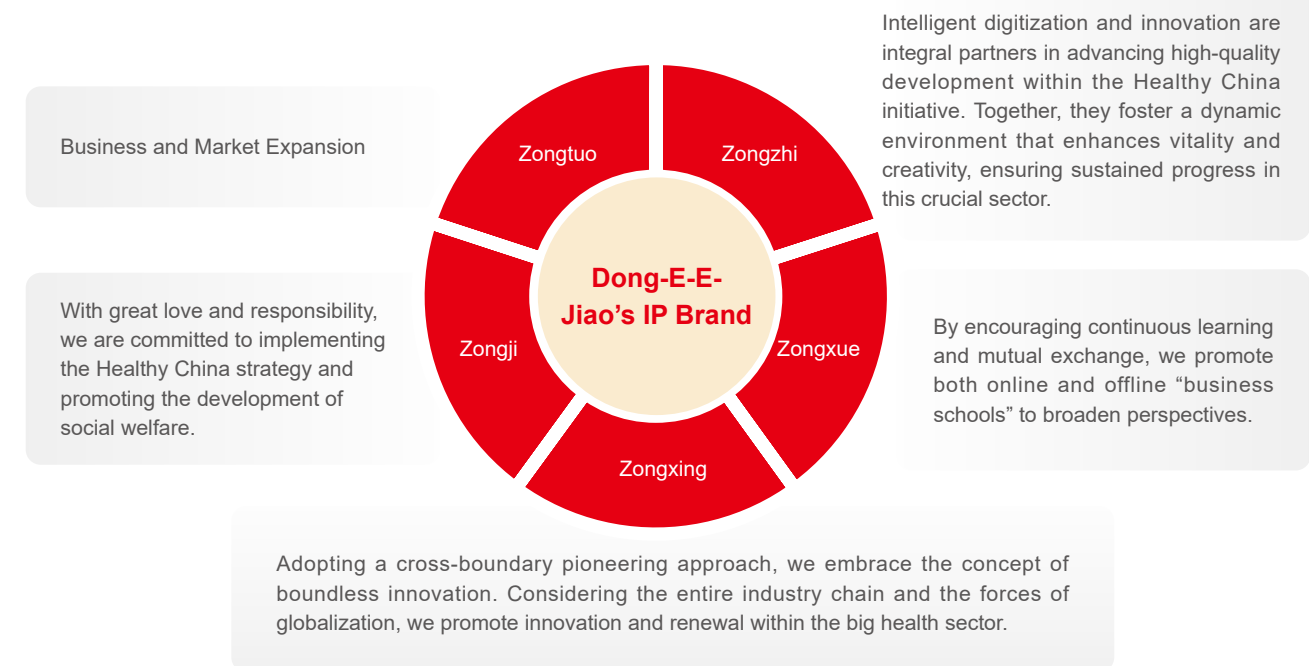 Intelligent digitization and innovation are
integral partners in advancing high-quality
development within the Healthy China
initiative. Together, they foster a dynamic
environment that enhances vitality and
creativity, ensuring sustained progress in
this crucial sector.
Business and Market Expansion
Zongtuo
Zongzhi
Dong-E-E-
Jiao’s IP Brand
With great love and responsibility,
we are committed to implementing
the Healthy China strategy and
promoting the development of
social welfare.
Zongji
Zongxue
By encouraging continuous learning
and mutual exchange, we promote
both online and offline “business
schools” to broaden perspectives.
Zongxing
Adopting a cross-boundary pioneering approach, we embrace the concept of
boundless innovation. Considering the entire industry chain and the forces of
globalization, we promote innovation and renewal within the big health sector.